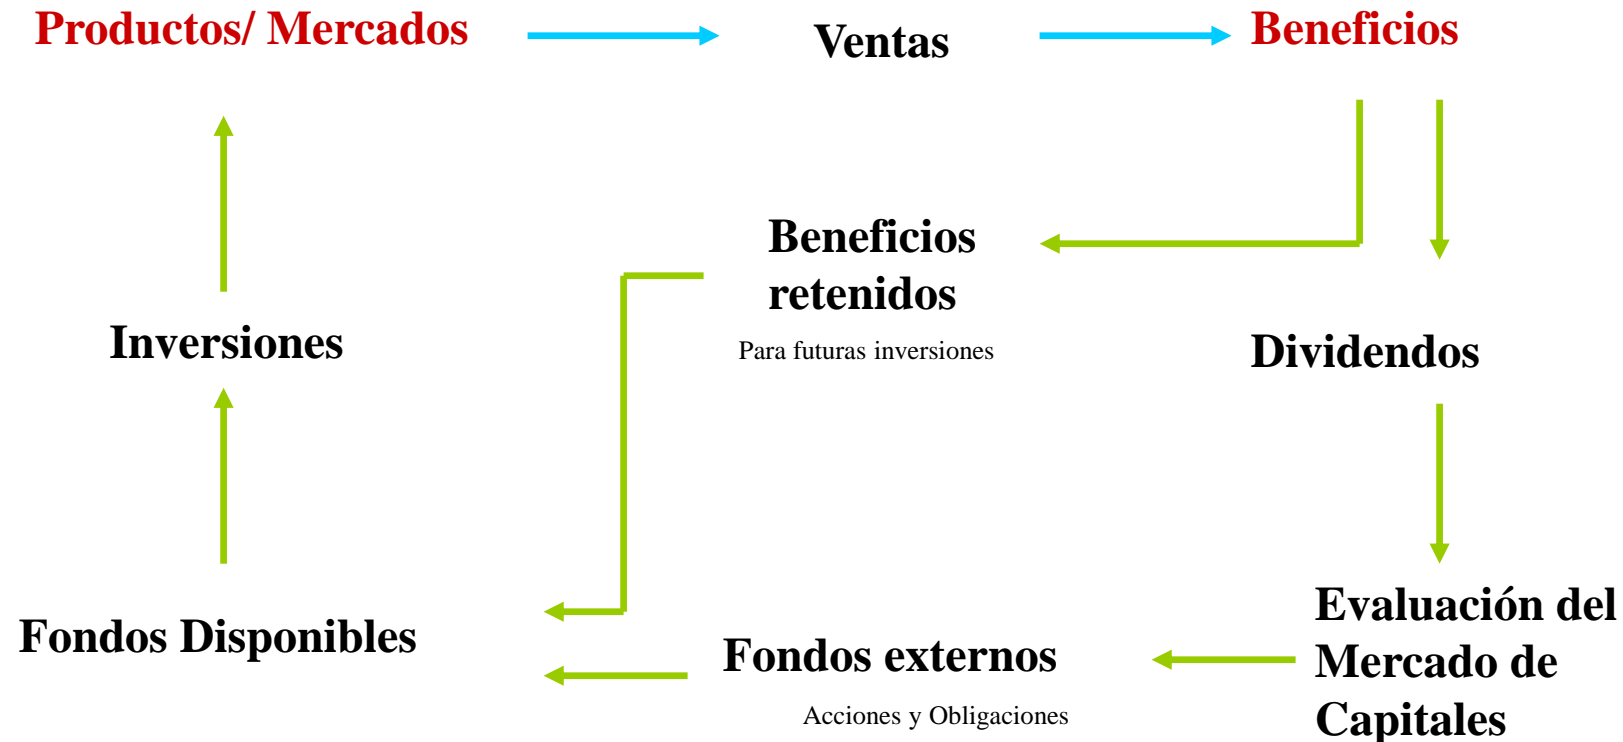 Productos/ Mercados
Ventas
Beneficios
Beneficios
retenidos
Para futuras inversiones
Inversiones
Dividendos
Fondos Disponibles
Fondos externos
Acciones y Obligaciones
Evaluación del
Mercado de
Capitales